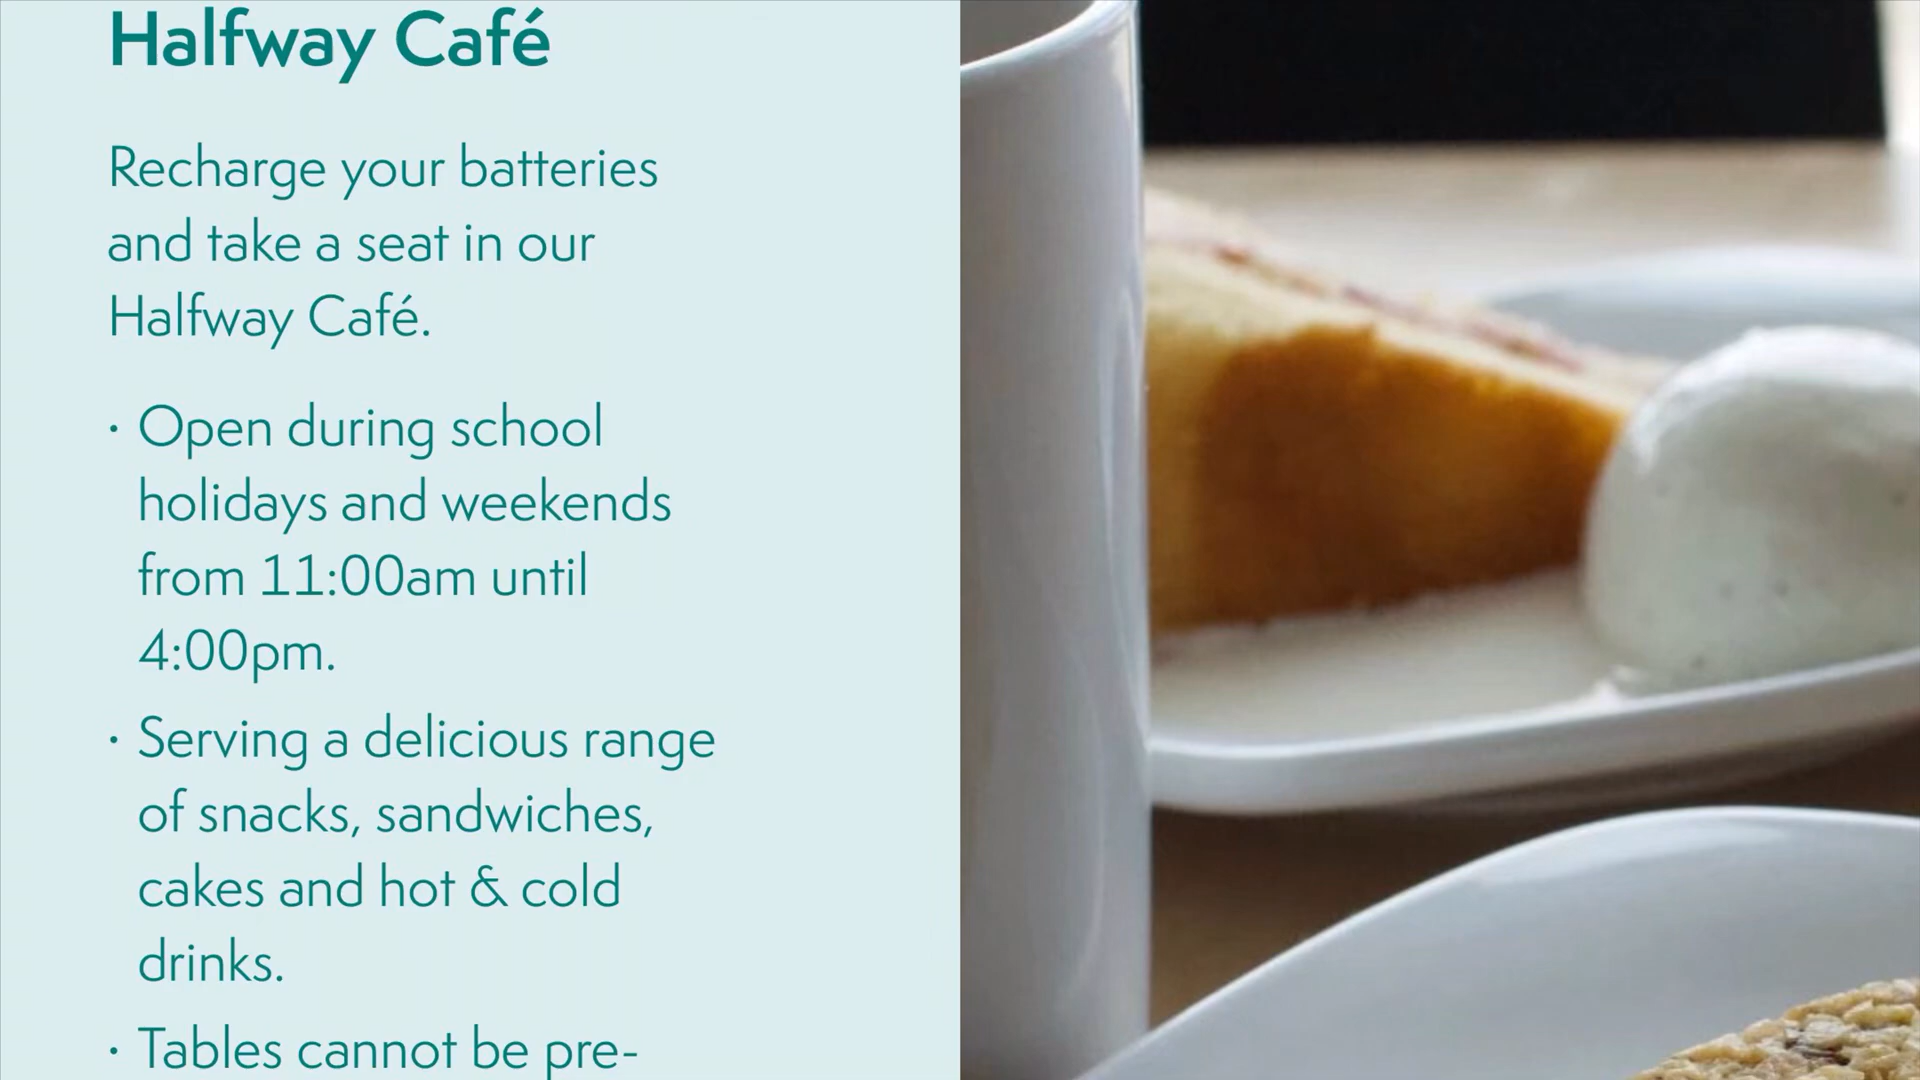 Halfway Café
Recharge your batteries
and take a seat in our
Halfway Café.
· Open during school
holidays and weekends
from 11:00am until
4:00pm.
· Serving a delicious range
of snacks, sandwiches,
cakes and hot & cold
drinks.
· Tables cannot be pre-